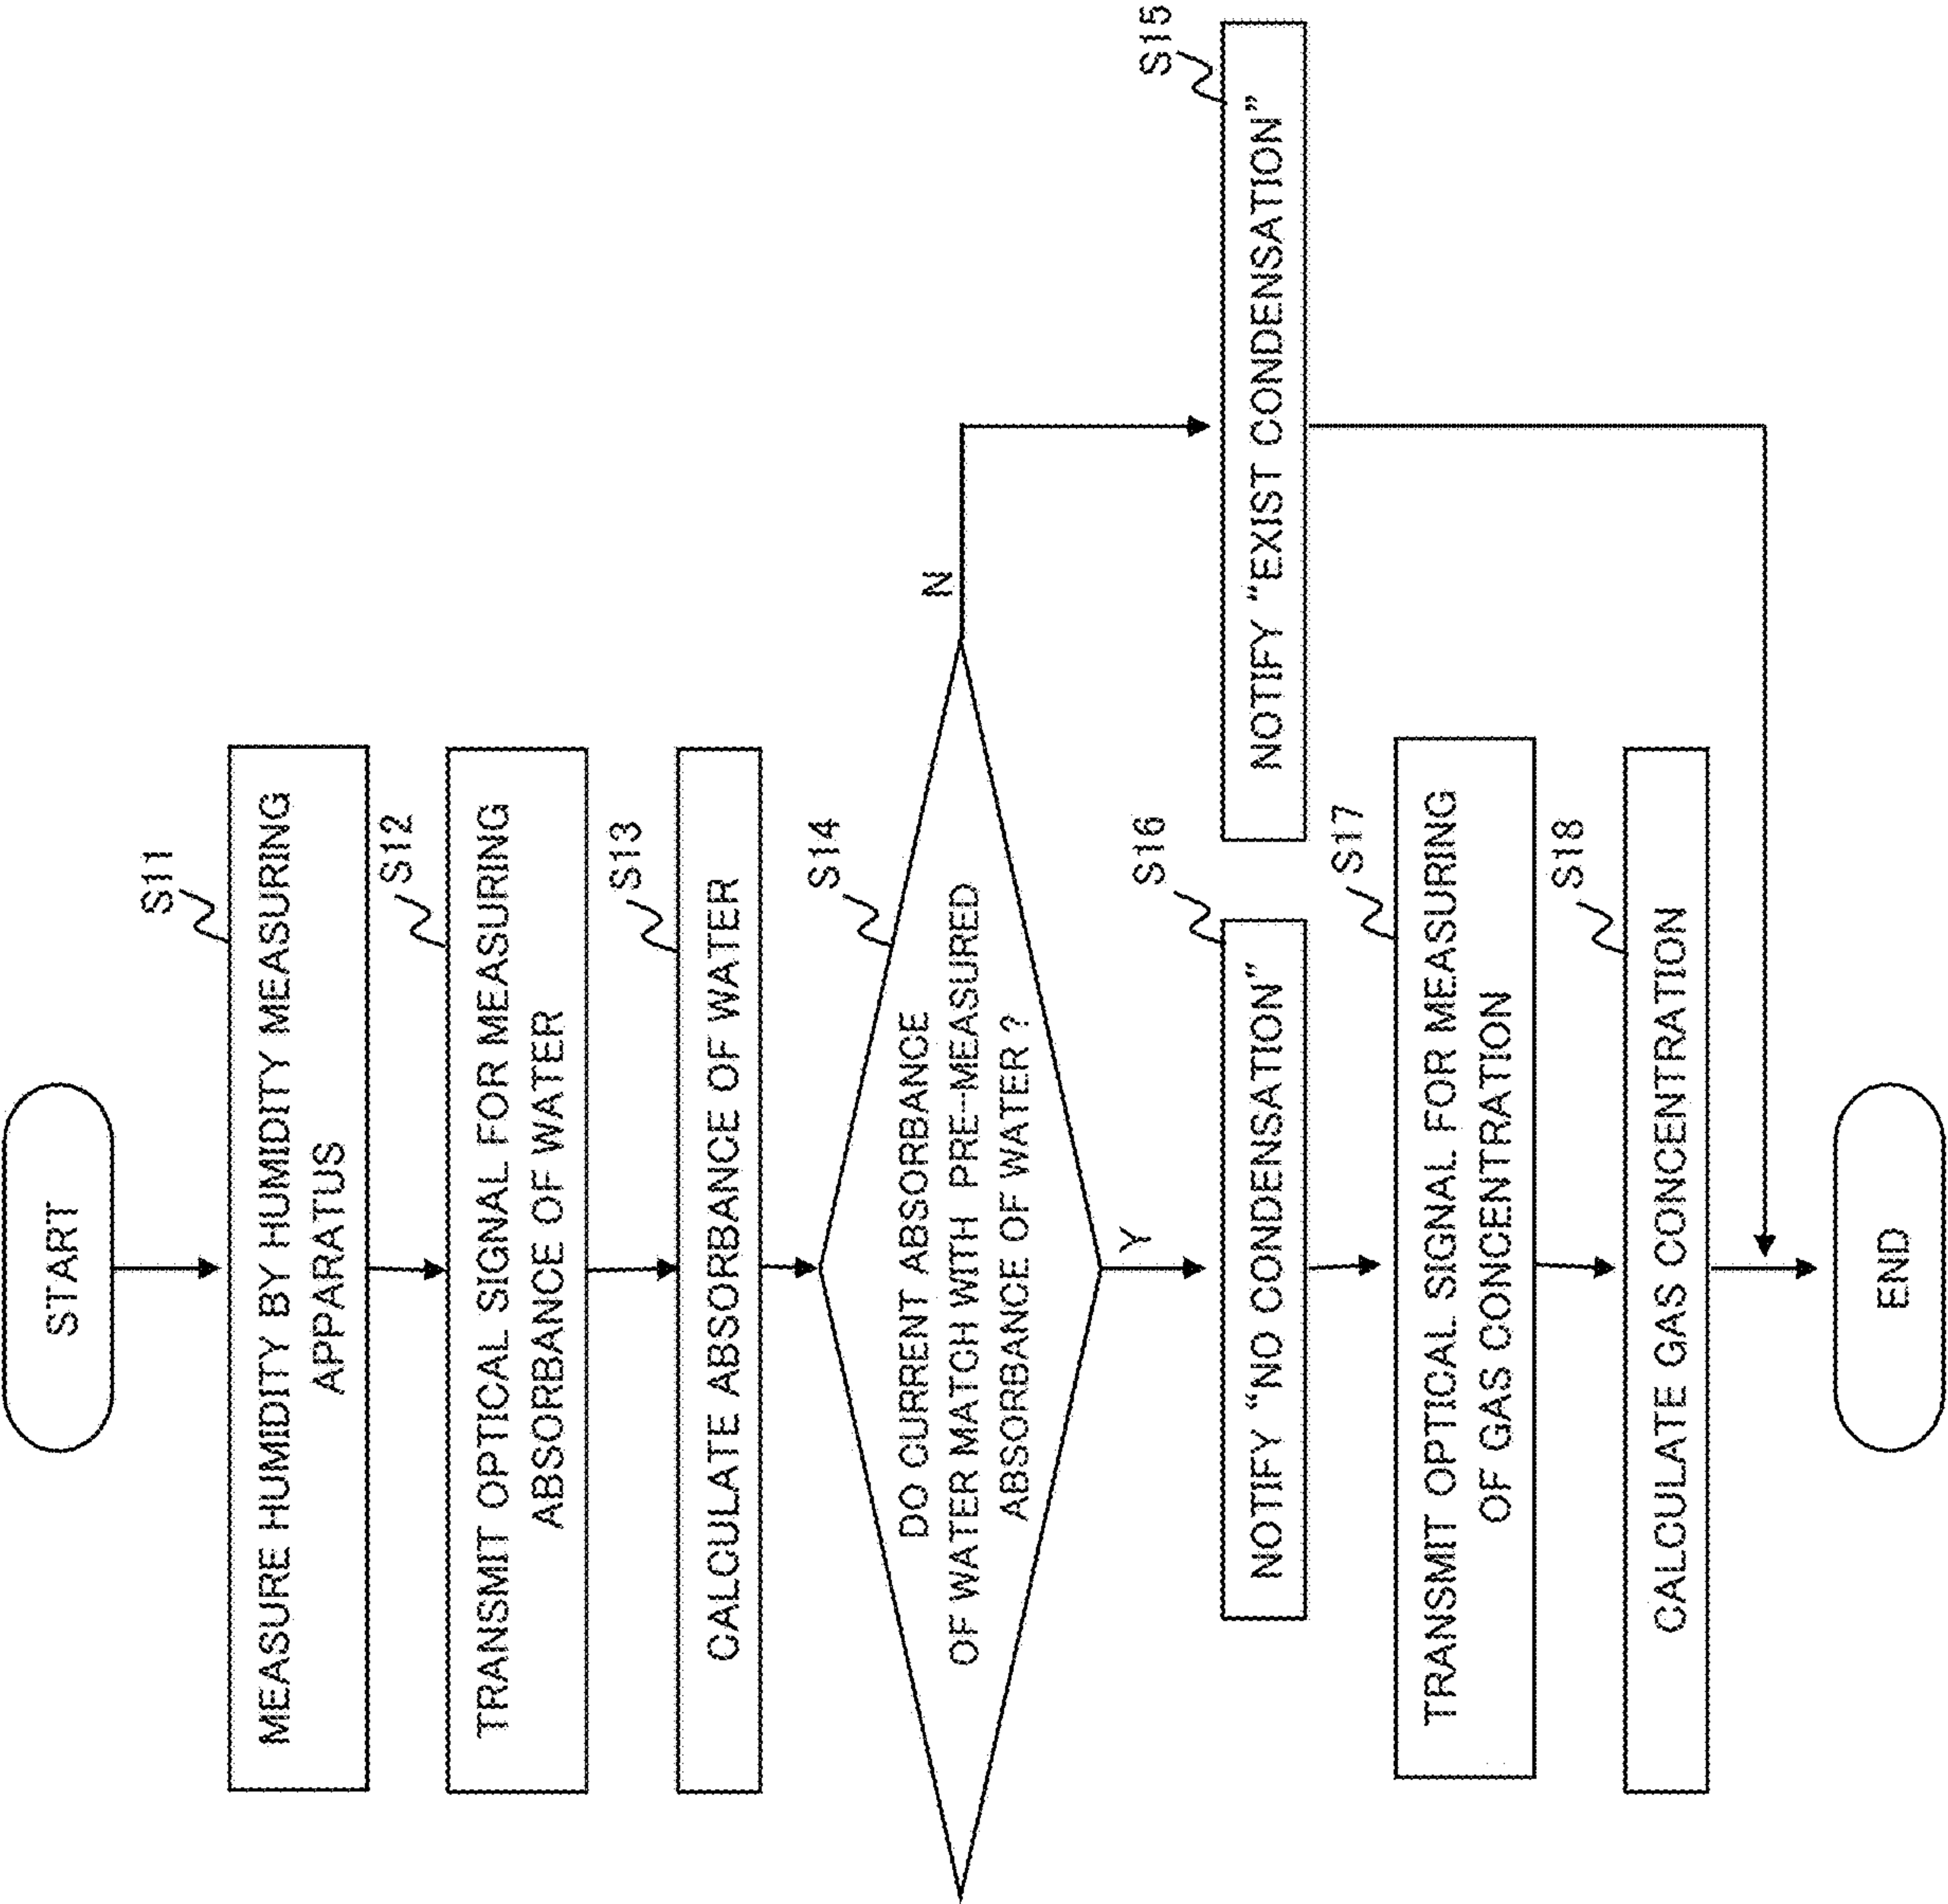 START
S11
MEASURE HUMIDITY BY HUMIDITY MEASURING
APPARATUS
S12
TRANSMIT OPTICAL SIGNAL FOR MEASURING
ABSORBANCE OF WATER
S13
CALCULATE ABSORBANCE OF WATER
S14
DO CURRENT ABSORBANCE
OF WATER MATCH WITH PRE-MEASURED
ABSORBANCE OF WATER ?
N
Y
S15
NOTIFY “EXIST CONDENSATION”
S16
NOTIFY “NO CONDENSATION”
S17
TRANSMIT OPTICAL SIGNAL FOR MEASURING
OF GAS CONCENTRATION
S18
CALCULATE GAS CONCENTRATION
END